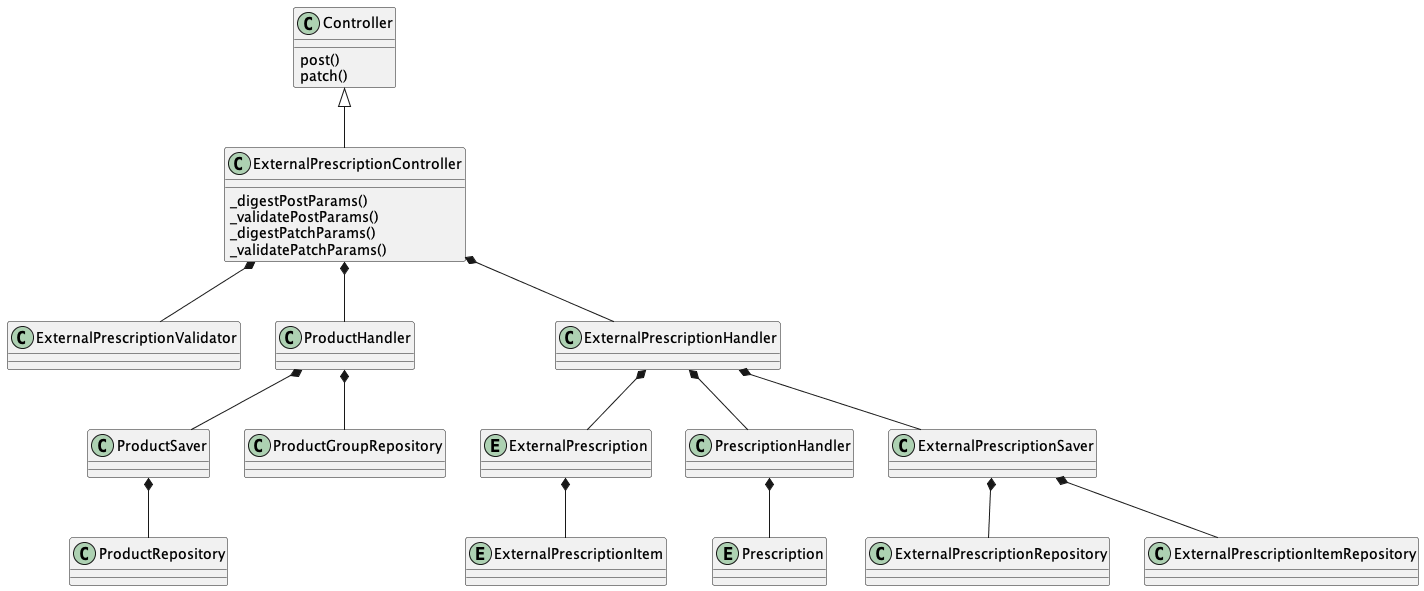 C Controller
post()
patch()
C ExternalPrescriptionController
_digestPostParams()
_validatePostParams()
_digestPatchParams()
_validatePatchParams()
C ExternalPrescriptionValidator
C ProductHandler
C ExternalPrescriptionHandler
C ProductSaver
C ProductGroupRepository
E ExternalPrescription
C PrescriptionHandler
C ExternalPrescriptionSaver
C ProductRepository
E ExternalPrescriptionItem
E Prescription
C ExternalPrescriptionRepository
C ExternalPrescriptionItemRepository